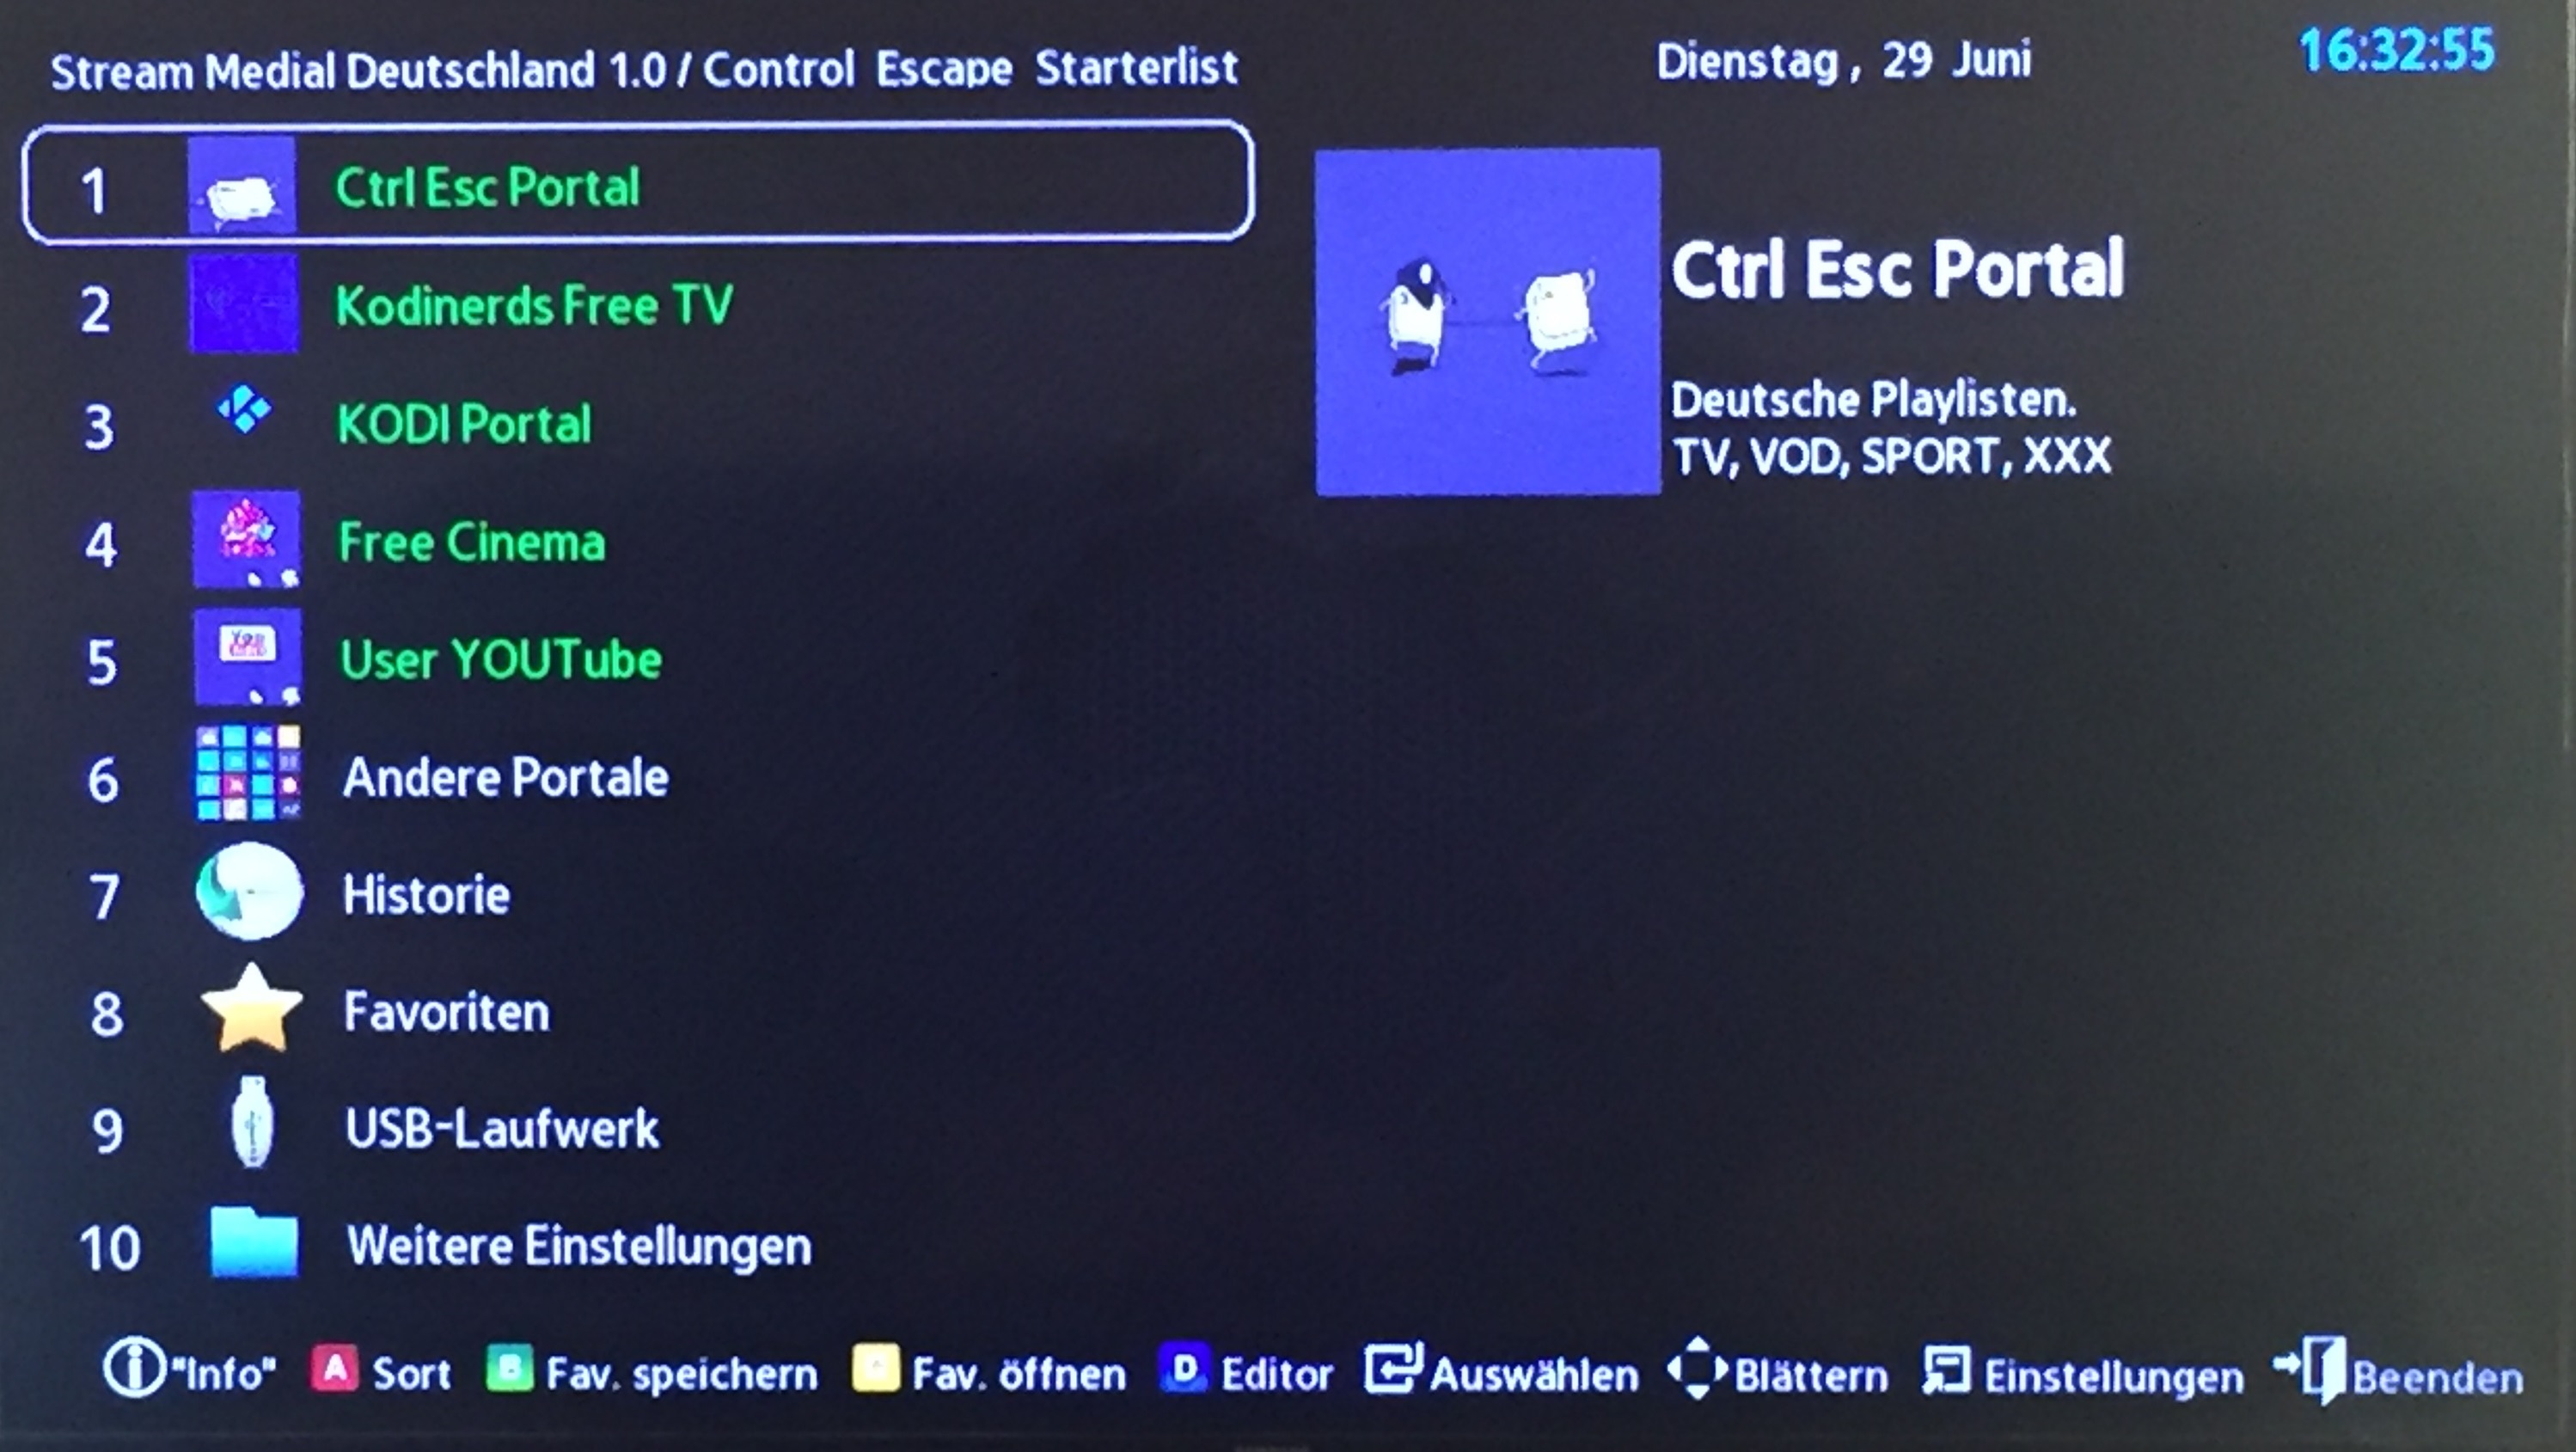 Stream Medial Deutschland 1.0 / Control Escape Starterlist
Dienstag, 29 Juni
16:32:55
1 Ctrl Esc Portal
2 Kodinerds Free TV
3 KODI Portal
4 Free Cinema
5 User YOUTube
6 Andere Portale
7 Historie
8 Favoriten
9 USB-Laufwerk
10 Weitere Einstellungen
Ctrl Esc Portal
Deutsche Playlisten.
TV, VOD, SPORT, XXX
"Info" A Sort B Fav. speichern Fav. öffnen D Editor Auswählen Blättern Einstellungen Beenden